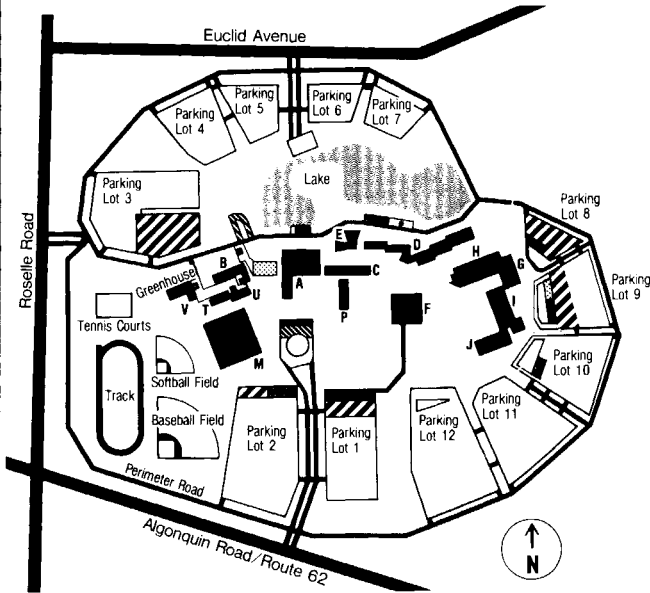 Euclid Avenue
Parking
Lot 4
Parking
Lot 5
Parking
Lot 6
Parking
Lot 7
Lake
Parking
Lot 3
Parking
Lot 8
Roselle Road
E
D
H
G
B
Greenhouse
A
C
Parking
Lot 9
V
T
U
P
F
I
Tennis Courts
M
J
Softball Field
Parking
Lot 10
Track
Baseball Field
Parking
Lot 2
Parking
Lot 1
Parking
Lot 12
Parking
Lot 11
Perimeter Road
Algonquin Road/Route 62
N